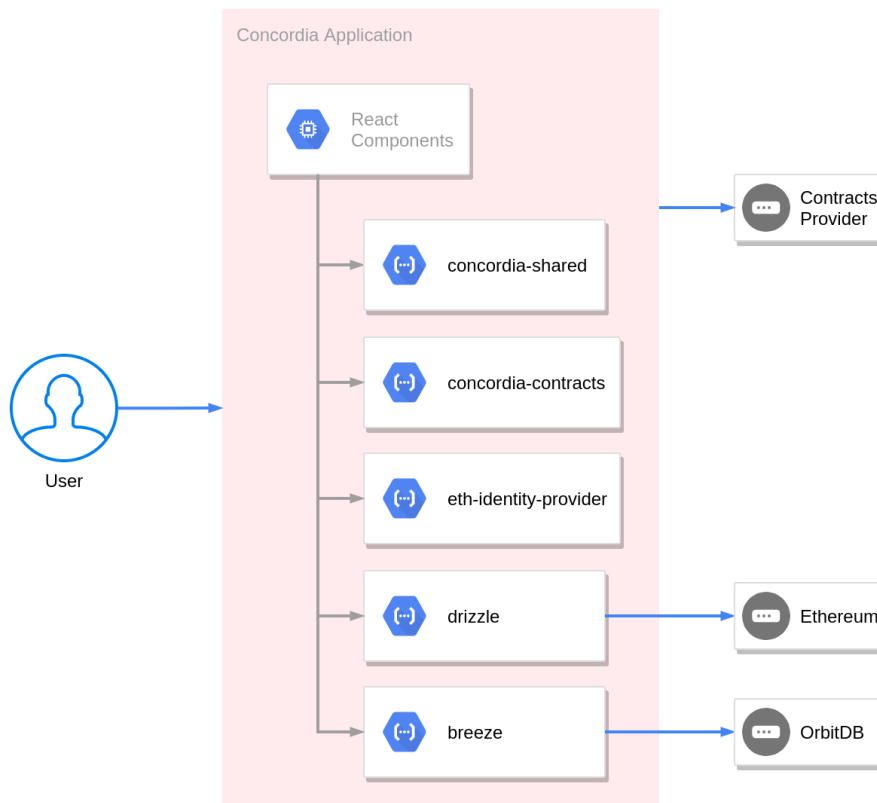 Concordia Application
React
Components
Contracts
Provider
concordia-shared
concordia-contracts
User
eth-identity-provider
drizzle
Ethereum
breeze
OrbitDB